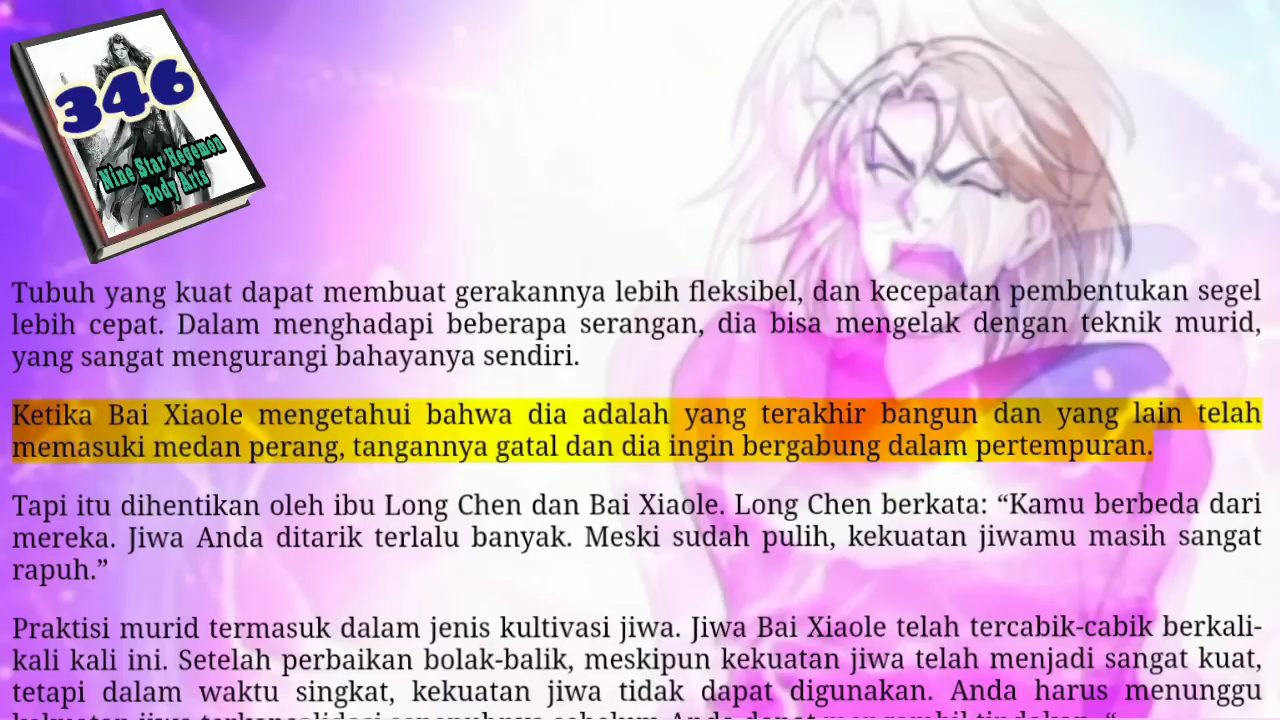 346
Nine Star Hegemon
Body Arts
Tubuh yang kuat dapat membuat gerakannya lebih fleksibel, dan kecepatan pembentukan segel
lebih cepat. Dalam menghadapi beberapa serangan, dia bisa mengelak dengan teknik murid,
yang sangat mengurangi bahayanya sendiri.
Ketika Bai Xiaole mengetahui bahwa dia adalah yang terakhir bangun dan yang lain telah
memasuki medan perang, tangannya gatal dan dia ingin bergabung dalam pertempuran.
Tapi itu dihentikan oleh ibu Long Chen dan Bai Xiaole. Long Chen berkata: “Kamu berbeda dari
mereka. Jiwa Anda ditarik terlalu banyak. Meski sudah pulih, kekuatan jiwamu masih sangat
rapuh.”
Praktisi murid termasuk dalam jenis kultivasi jiwa. Jiwa Bai Xiaole telah tercabik-cabik berkali-
kali kali ini. Setelah perbaikan bolak-balik, meskipun kekuatan jiwa telah menjadi sangat kuat,
tetapi dalam waktu singkat, kekuatan jiwa tidak dapat digunakan. Anda harus menunggu